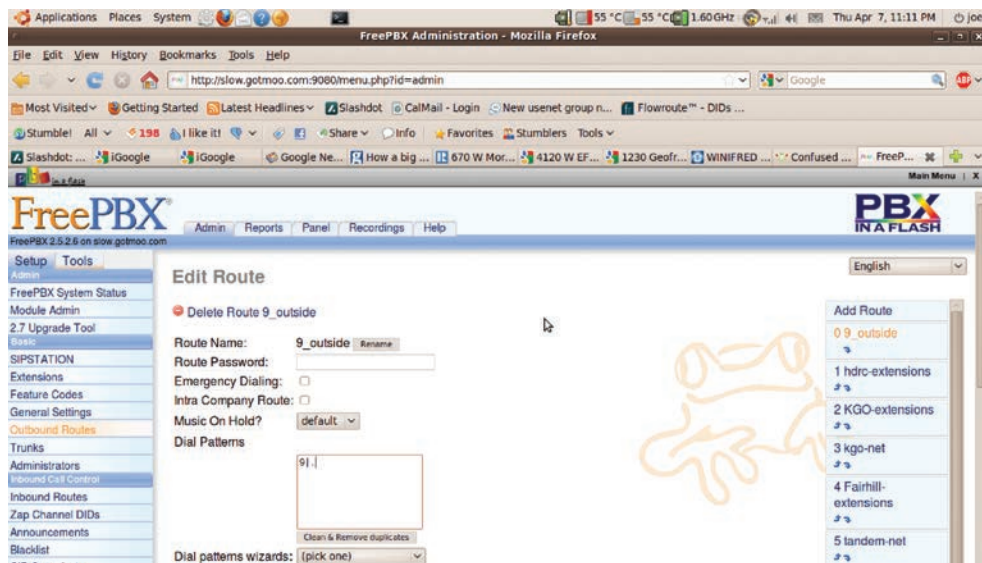 Applications Places System 55 °C 55 °C 1.60 GHz Thu Apr 7, 11:11 PM joe
FreePBX Administration - Mozilla Firefox
File Edit View History Bookmarks Tools Help
http://slow.gotmoo.com:9080/menu.php?id=admin Google ABP
Most Visited Getting Started Latest Headlines Slashdot CalMail - Login New usenet group n... Flowroute™ - DIDs ...
Stumble! All 198 I like it! Share Info Favorites Stumblers Tools
Slashdot: ... iGoogle iGoogle Google Ne... How a big ... 670 W Mor... 4120 W EF... 1230 Geofr... WINIFRED ... Confused ... FreeP...
in a flash Main Menu | X
FreePBX® Admin Reports Panel Recordings Help PBX IN A FLASH
FreePBX 2.5.2.6 on slow.gotmoo.com
Setup Tools English
Admin
Edit Route
FreePBX System Status
Module Admin Delete Route 9_outside Add Route
2.7 Upgrade Tool 0 9_outside
Basic Route Name: 9_outside Rename
SIPSTATION Route Password:
Extensions Emergency Dialing: 1 hdrc-extensions
Feature Codes Intra Company Route:
General Settings Music On Hold? default 2 KGO-extensions
Outbound Routes Dial Patterns
Trunks 9|. 3 kgo-net
Administrators
Inbound Call Control 4 Fairhill-extensions
Inbound Routes
Zap Channel DIDs
Announcements Clean & Remove duplicates 5 tandem-net
Blacklist Dial patterns wizards: (pick one)